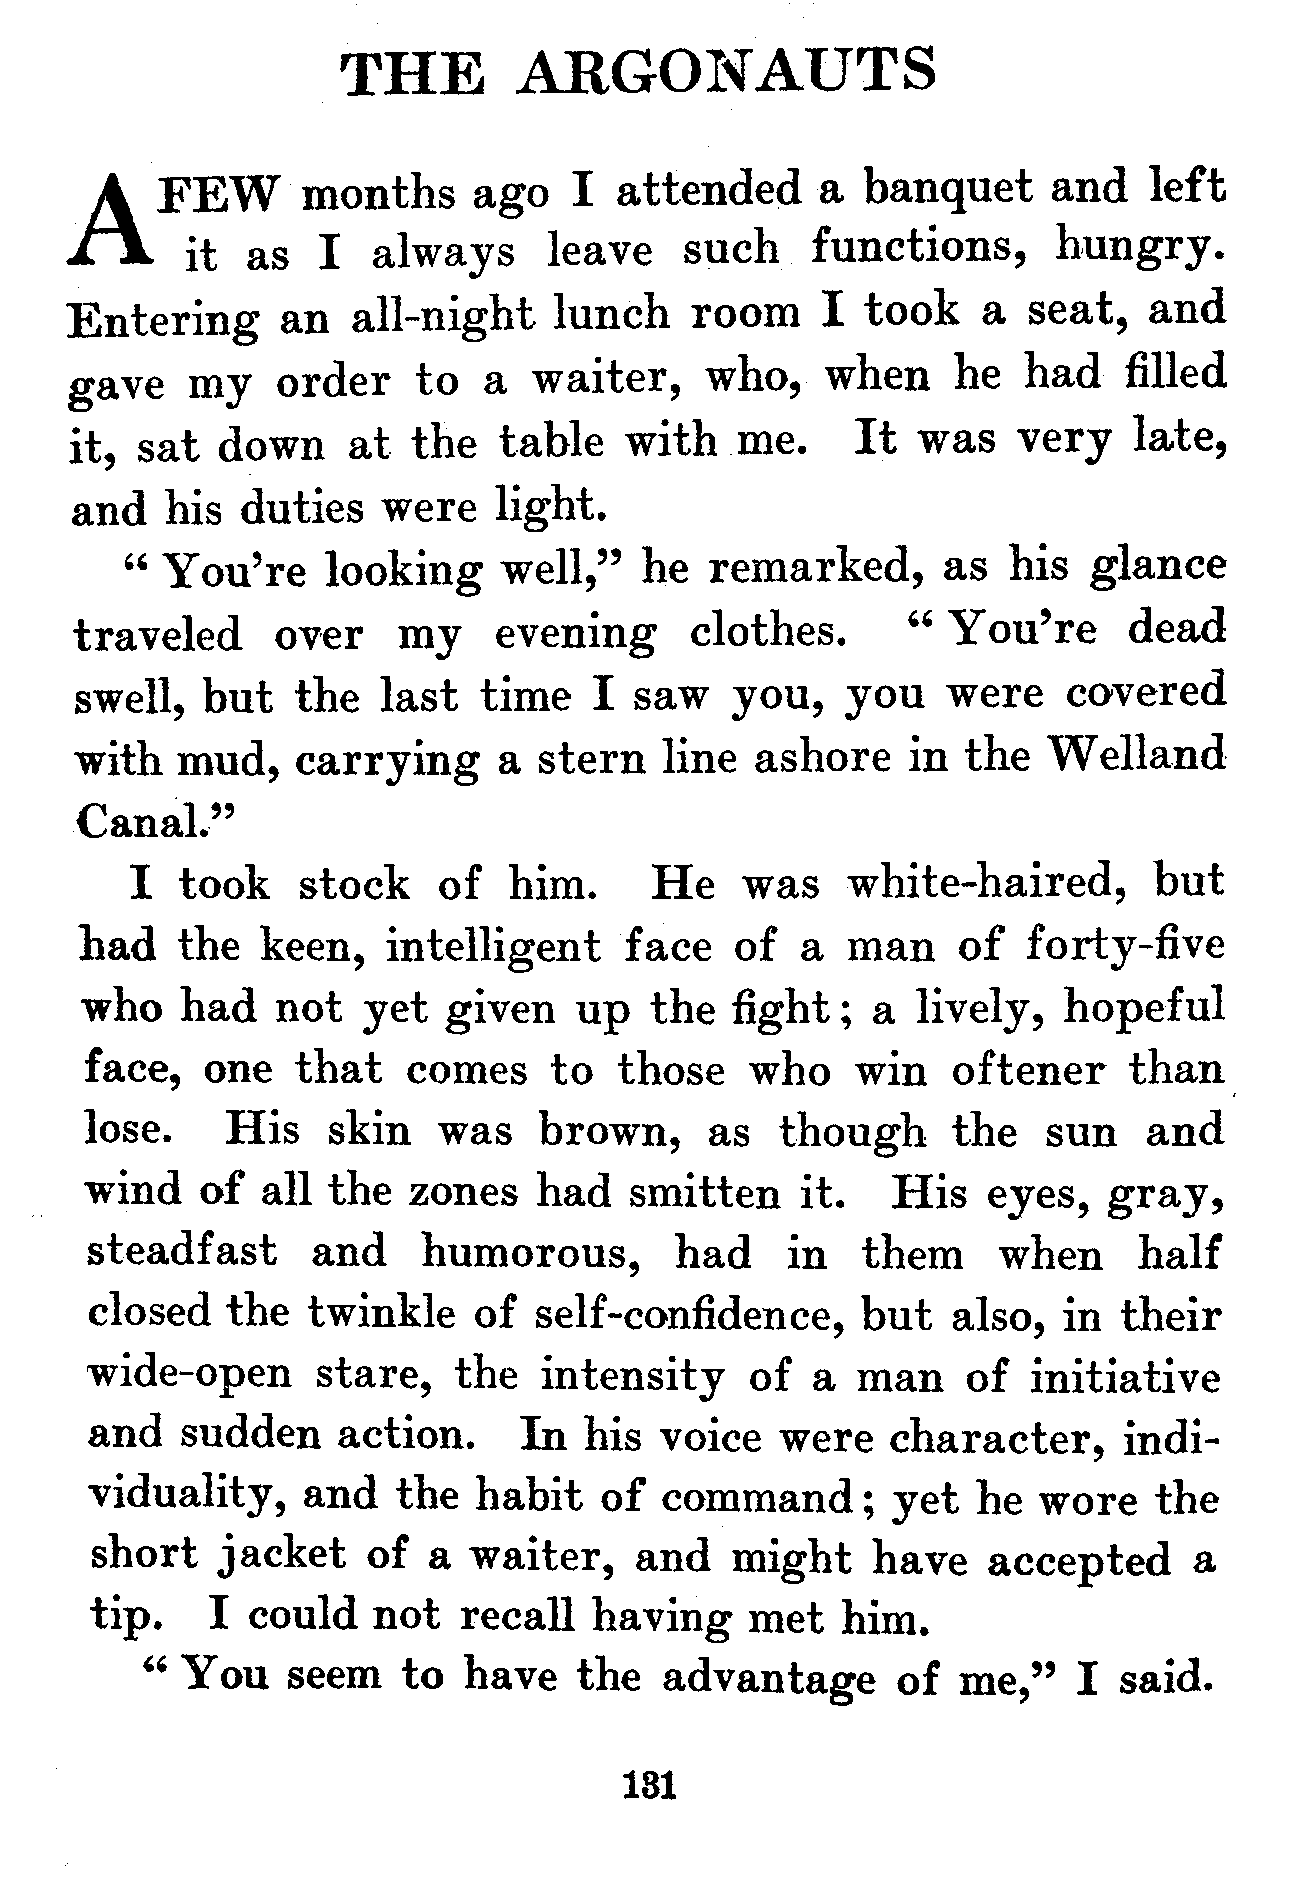 THE ARGONAUTS
A FEW months ago I attended a banquet and left
it as I always leave such functions, hungry.
Entering an all-night lunch room I took a seat, and
gave my order to a waiter, who, when he had filled
it, sat down at the table with me. It was very late,
and his duties were light.
“ You’re looking well,” he remarked, as his glance
traveled over my evening clothes. “ You’re dead
swell, but the last time I saw you, you were covered
with mud, carrying a stern line ashore in the Welland
Canal.”
I took stock of him. He was white-haired, but
had the keen, intelligent face of a man of forty-five
who had not yet given up the fight; a lively, hopeful
face, one that comes to those who win oftener than
lose. His skin was brown, as though the sun and
wind of all the zones had smitten it. His eyes, gray,
steadfast and humorous, had in them when half
closed the twinkle of self-confidence, but also, in their
wide-open stare, the intensity of a man of initiative
and sudden action. In his voice were character, indi-
viduality, and the habit of command; yet he wore the
short jacket of a waiter, and might have accepted a
tip. I could not recall having met him.
“ You seem to have the advantage of me,” I said.
131